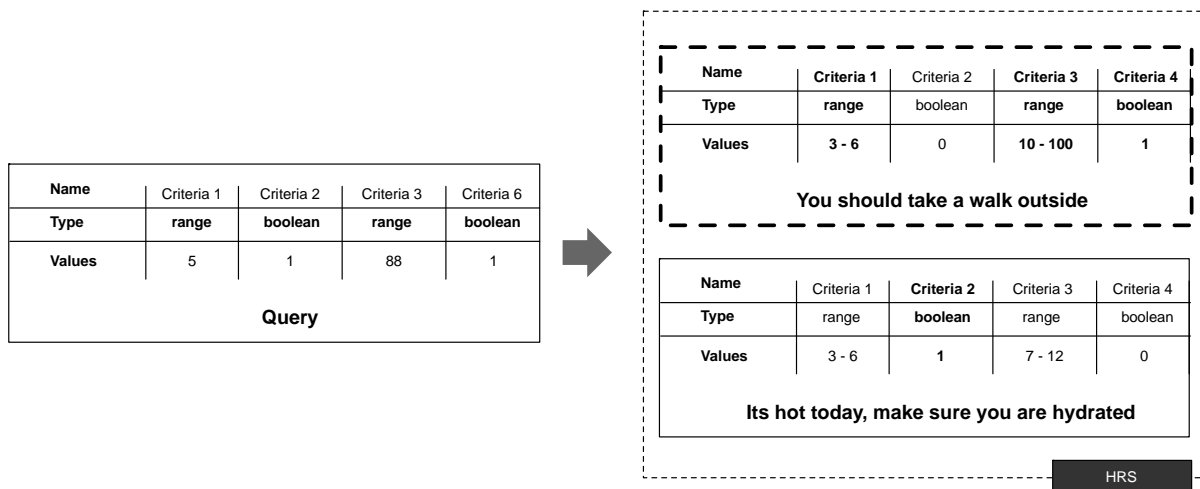 Name Criteria 1 Criteria 2 Criteria 3 Criteria 6
Type range boolean range boolean
Values 5 1 88 1
Query
Name Criteria 1 Criteria 2 Criteria 3 Criteria 4
Type range boolean range boolean
Values 3 - 6 0 10 - 100 1
You should take a walk outside
Name Criteria 1 Criteria 2 Criteria 3 Criteria 4
Type range boolean range boolean
Values 3 - 6 1 7 - 12 0
Its hot today, make sure you are hydrated
HRS